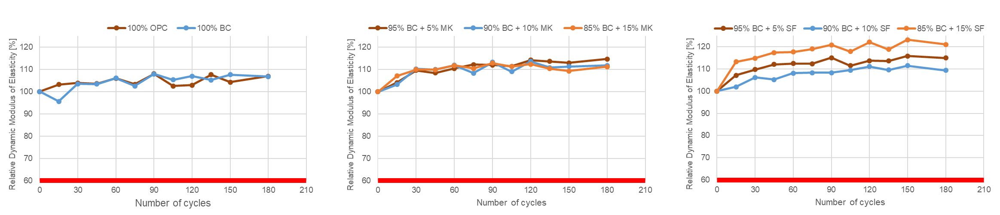 100% OPC 100% BC
Relative Dynamic Modulus of Elasticity [%]
120
110
100
90
80
70
60
0 30 60 90 120 150 180 210
Number of cycles
95% BC + 5% MK 90% BC + 10% MK 85% BC + 15% MK
Relative Dynamic Modulus of Elasticity [%]
120
110
100
90
80
70
60
0 30 60 90 120 150 180 210
Number of cycles
95% BC + 5% SF 90% BC + 10% SF 85% BC + 15% SF
Relative Dynamic Modulus of Elasticity [%]
120
110
100
90
80
70
60
0 30 60 90 120 150 180 210
Number of cycles